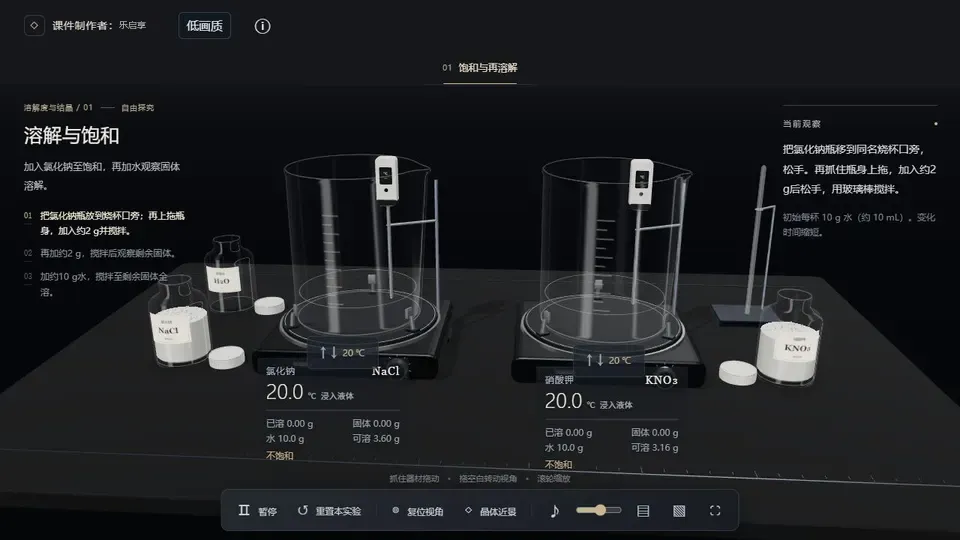 课件制作者：乐启享
低画质
01 饱和与再溶解
溶解度与结晶 / 01 自由探究
溶解与饱和
加入氯化钠至饱和，再加水观察固体
溶解。
01 把氯化钠瓶放到烧杯口旁；再上拖瓶
身，加入约2 g并搅拌。
02 再加约2 g，搅拌后观察剩余固体。
03 加约10 g水，搅拌至剩余固体全
溶。
当前观察
把氯化钠瓶移到同名烧杯口旁，
松手。再抓住瓶身上拖，加入约2
g后松手，用玻璃棒搅拌。
初始每杯 10 g 水（约 10 mL）。变化
时间缩短。
H₂O
NaCl
KNO₃
↑↓ 20 ℃
氯化钠 NaCl
20.0 ℃ 浸入液体
已溶 0.00 g 固体 0.00 g
水 10.0 g 可溶 3.60 g
不饱和
↑↓ 20 ℃
硝酸钾 KNO₃
20.0 ℃ 浸入液体
已溶 0.00 g 固体 0.00 g
水 10.0 g 可溶 3.16 g
不饱和
抓住器材拖动 • 拖空白转动视角 • 滚轮缩放
暂停 重置本实验 复位视角 晶体近景